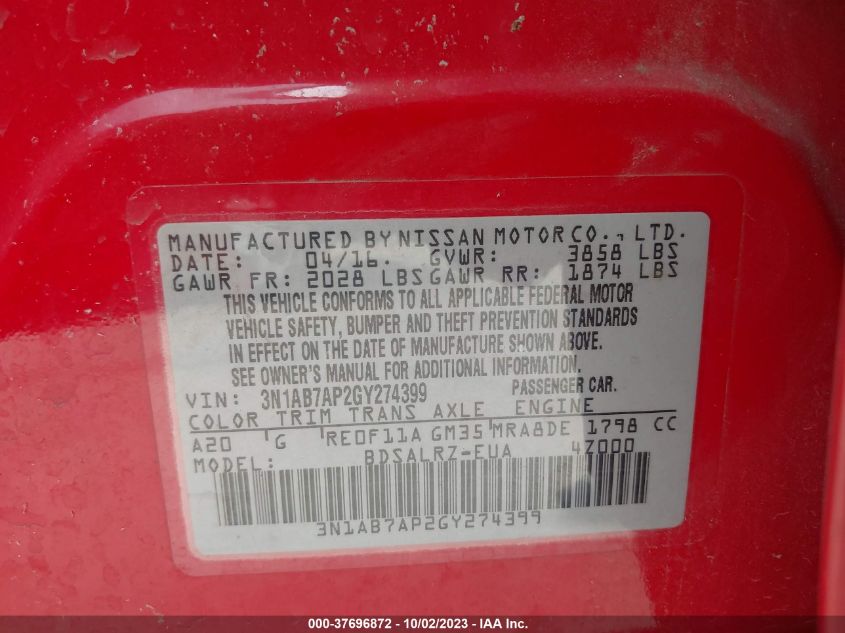 MANUFACTURED BY NISSAN MOTOR CO., LTD.
DATE: 04/16. GVWR: 3858 LBS
GAWR FR: 2028 LBS GAWR RR: 1874 LBS
THIS VEHICLE CONFORMS TO ALL APPLICABLE FEDERAL MOTOR
VEHICLE SAFETY, BUMPER AND THEFT PREVENTION STANDARDS
IN EFFECT ON THE DATE OF MANUFACTURE SHOWN ABOVE.
SEE OWNER'S MANUAL FOR ADDITIONAL INFORMATION.
VIN: 3N1AB7AP2GY274399 PASSENGER CAR.
COLOR TRIM TRANS AXLE ENGINE
A20 G RE0F11A GM35 MRA8DE 1798 CC
MODEL: BDSALRZ-EUA 4Z000
3N1AB7AP2GY274399
000-37696872 - 10/02/2023 - IAA Inc.